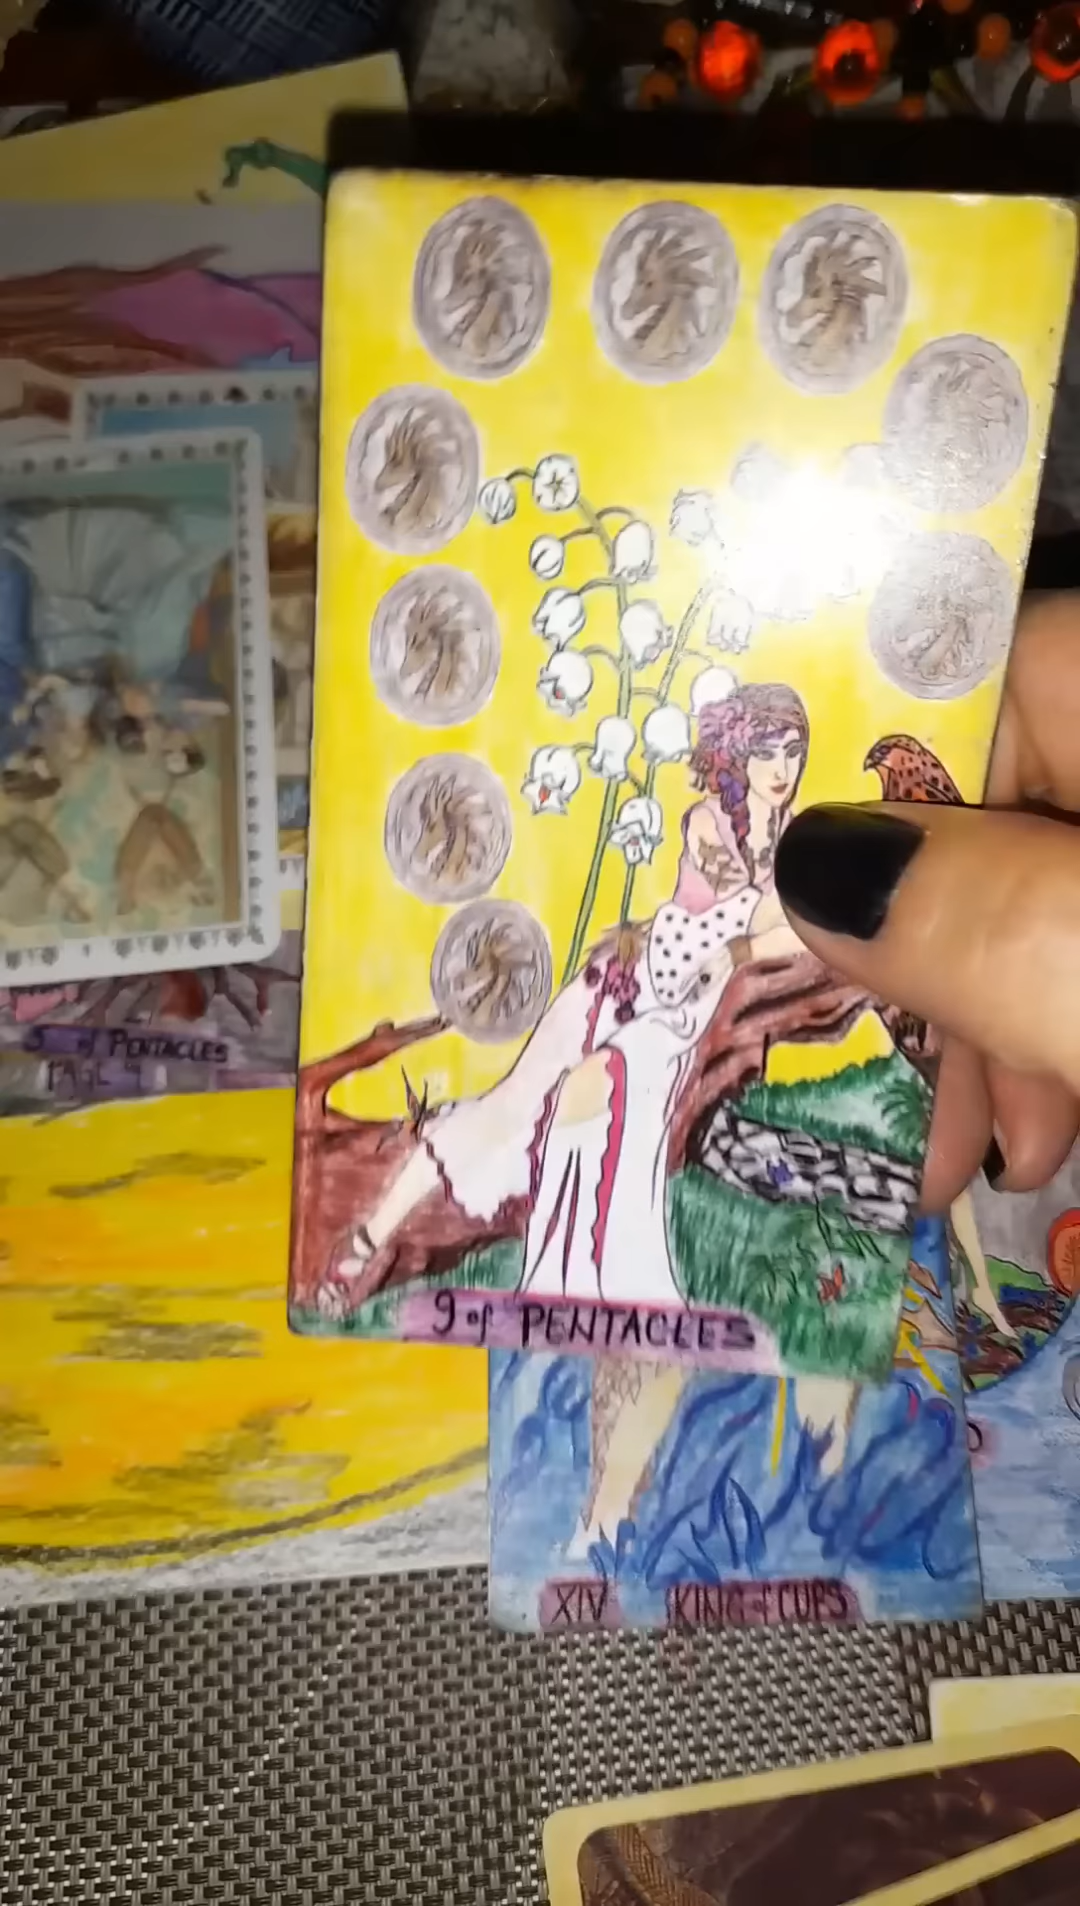 5 of PENTACLES
9 of PENTACLES
XIV KING of CUPS